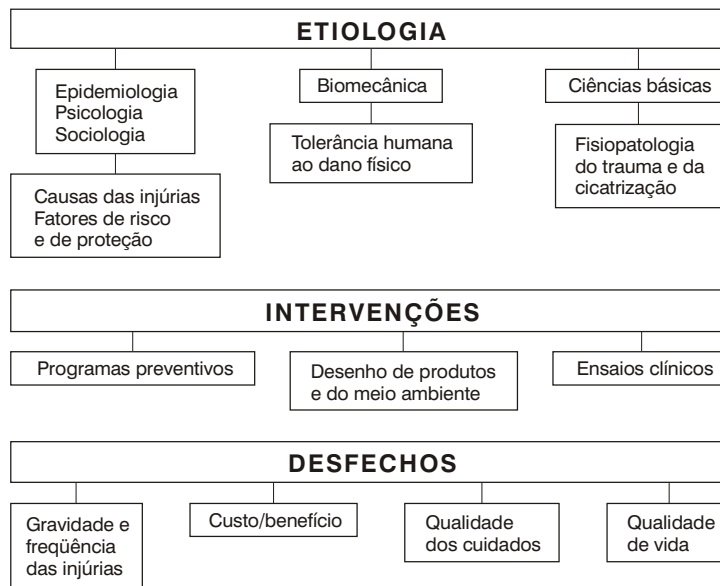 ETIOLOGIA
Epidemiologia
Psicologia
Sociologia
Causas das injúrias
Fatores de risco
e de proteção
Biomecânica
Tolerância humana
ao dano físico
Ciências básicas
Fisiopatologia
do trauma e da
cicatrização
INTERVENÇÕES
Programas preventivos
Desenho de produtos
e do meio ambiente
Ensaios clínicos
DESFECHOS
Gravidade e
freqüência
das injúrias
Custo/benefício
Qualidade
dos cuidados
Qualidade
de vida